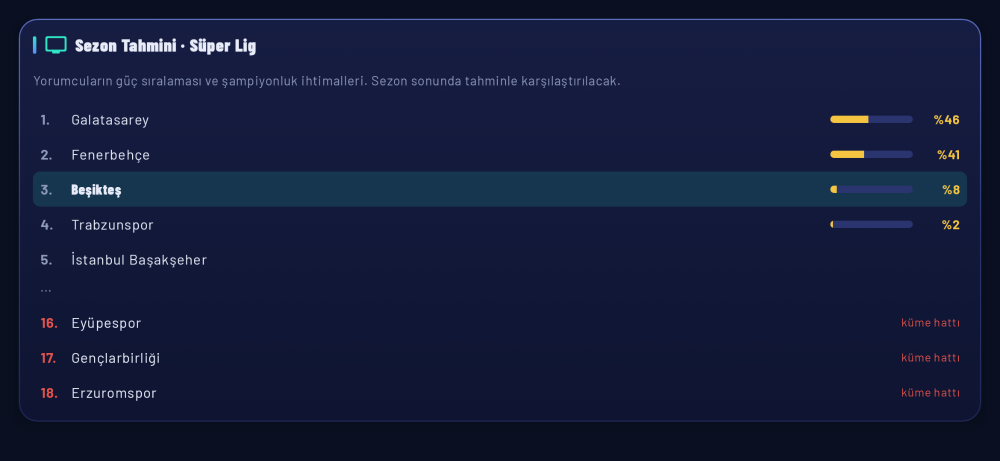 Sezon Tahmini · Süper Lig
Yorumcuların güç sıralaması ve şampiyonluk ihtimalleri. Sezon sonunda tahminle karşılaştırılacak.
1. Galatasarey %46
2. Fenerbehçe %41
3. Beşikteş %8
4. Trabzunspor %2
5. İstanbul Başakşeher
...
16. Eyüpespor küme hattı
17. Gençlarbirliği küme hattı
18. Erzuromspor küme hattı